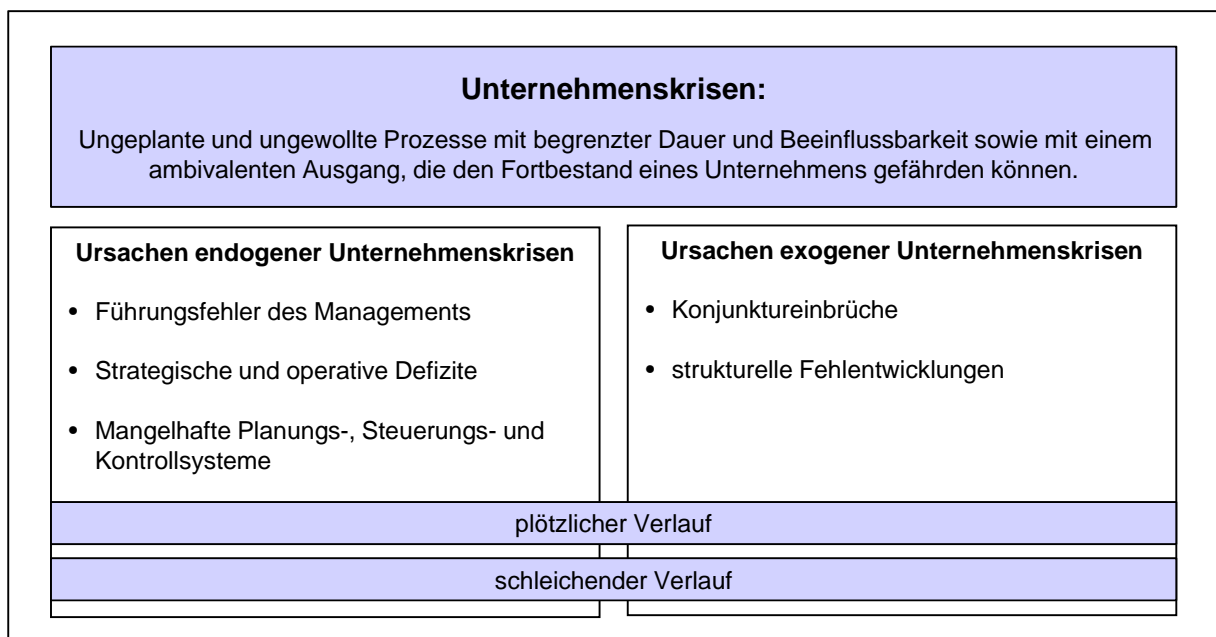 Unternehmenskrisen:
Ungeplante und ungewollte Prozesse mit begrenzter Dauer und Beeinflussbarkeit sowie mit einem
ambivalenten Ausgang, die den Fortbestand eines Unternehmens gefährden können.
Ursachen endogener Unternehmenskrisen
• Führungsfehler des Managements
• Strategische und operative Defizite
• Mangelhafte Planungs-, Steuerungs- und
Kontrollsysteme
Ursachen exogener Unternehmenskrisen
• Konjunktureinbrüche
• strukturelle Fehlentwicklungen
plötzlicher Verlauf
schleichender Verlauf